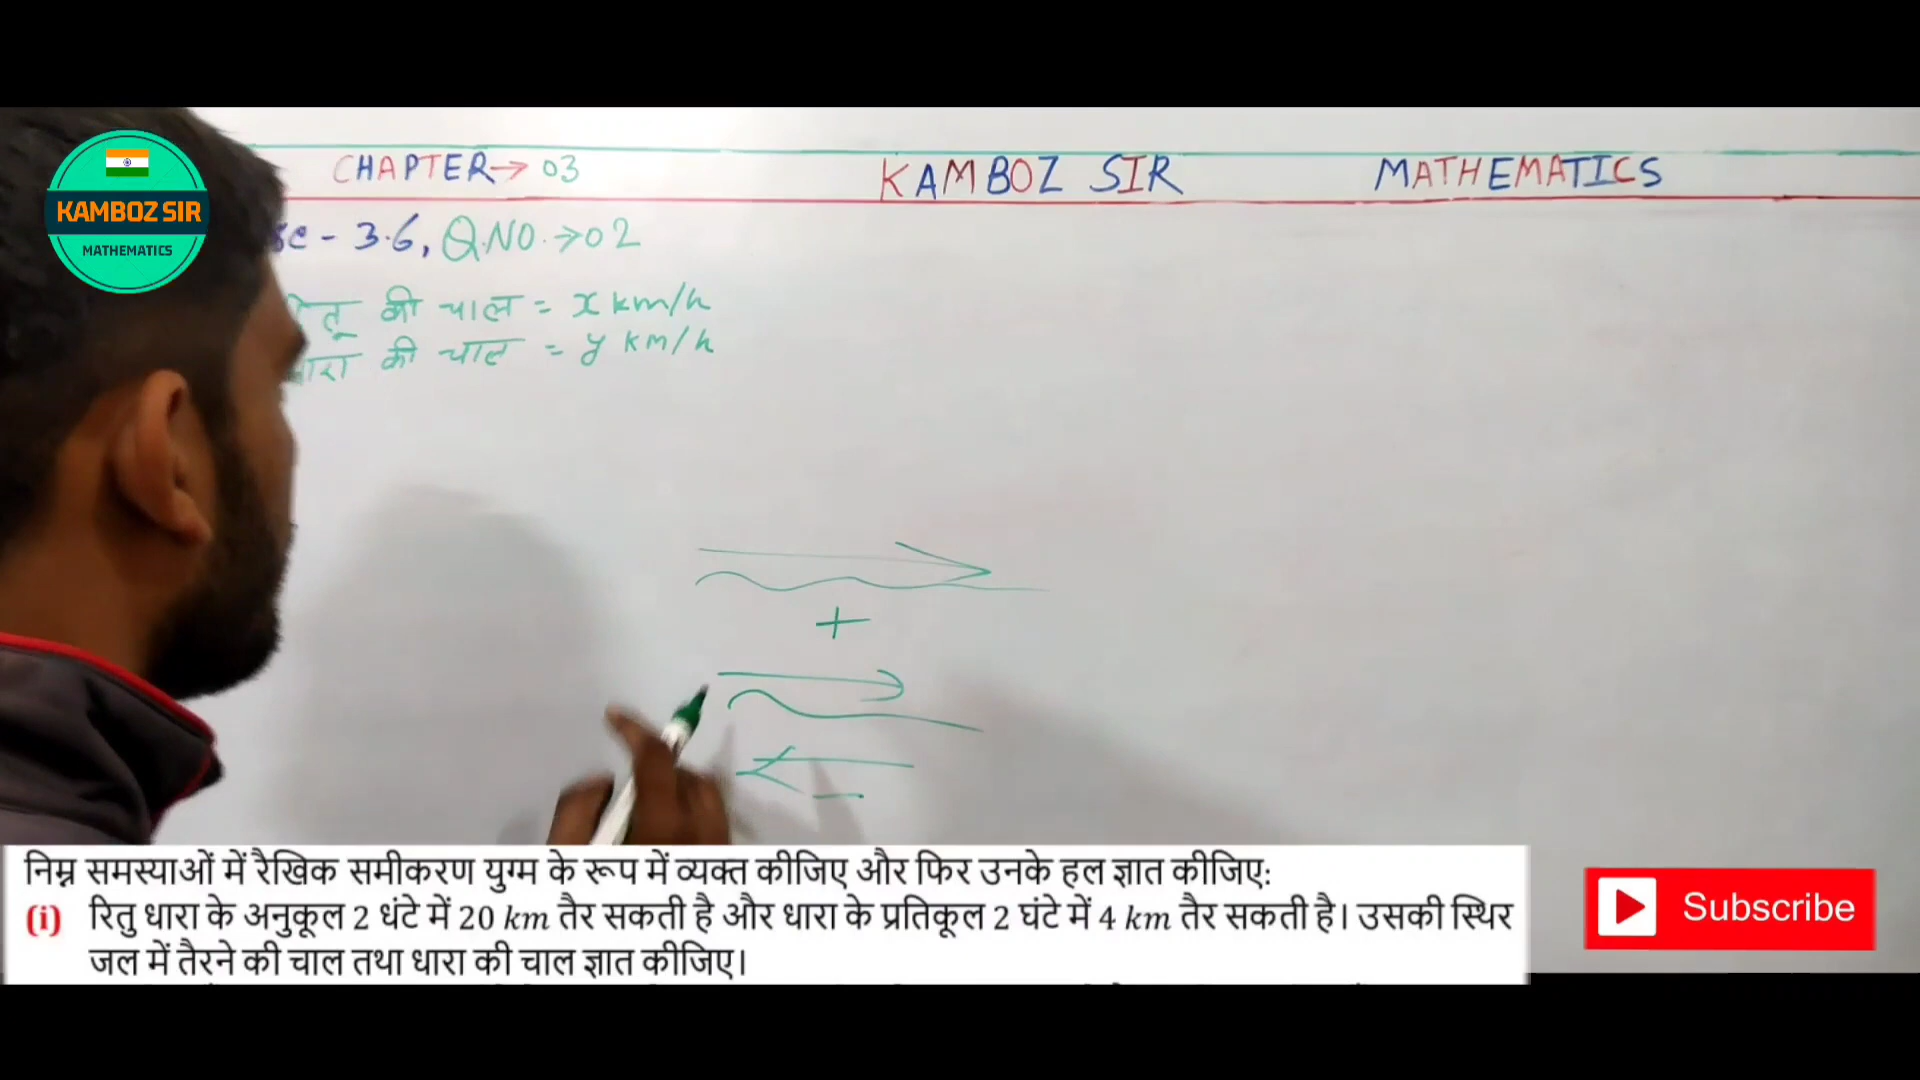 CHAPTER→ 03
KAMBOZ SIR
MATHEMATICS
KAMBOZ SIR
MATHEMATICS
3.6, Q.NO.→02
की चाल = x km/h
की चाल = y km/h
+
निम्न समस्याओं में रैखिक समीकरण युग्म के रूप में व्यक्त कीजिए और फिर उनके हल ज्ञात कीजिए:
(i) रितु धारा के अनुकूल 2 धंटे में 20 km तैर सकती है और धारा के प्रतिकूल 2 घंटे में 4 km तैर सकती है। उसकी स्थिर
जल में तैरने की चाल तथा धारा की चाल ज्ञात कीजिए।
Subscribe